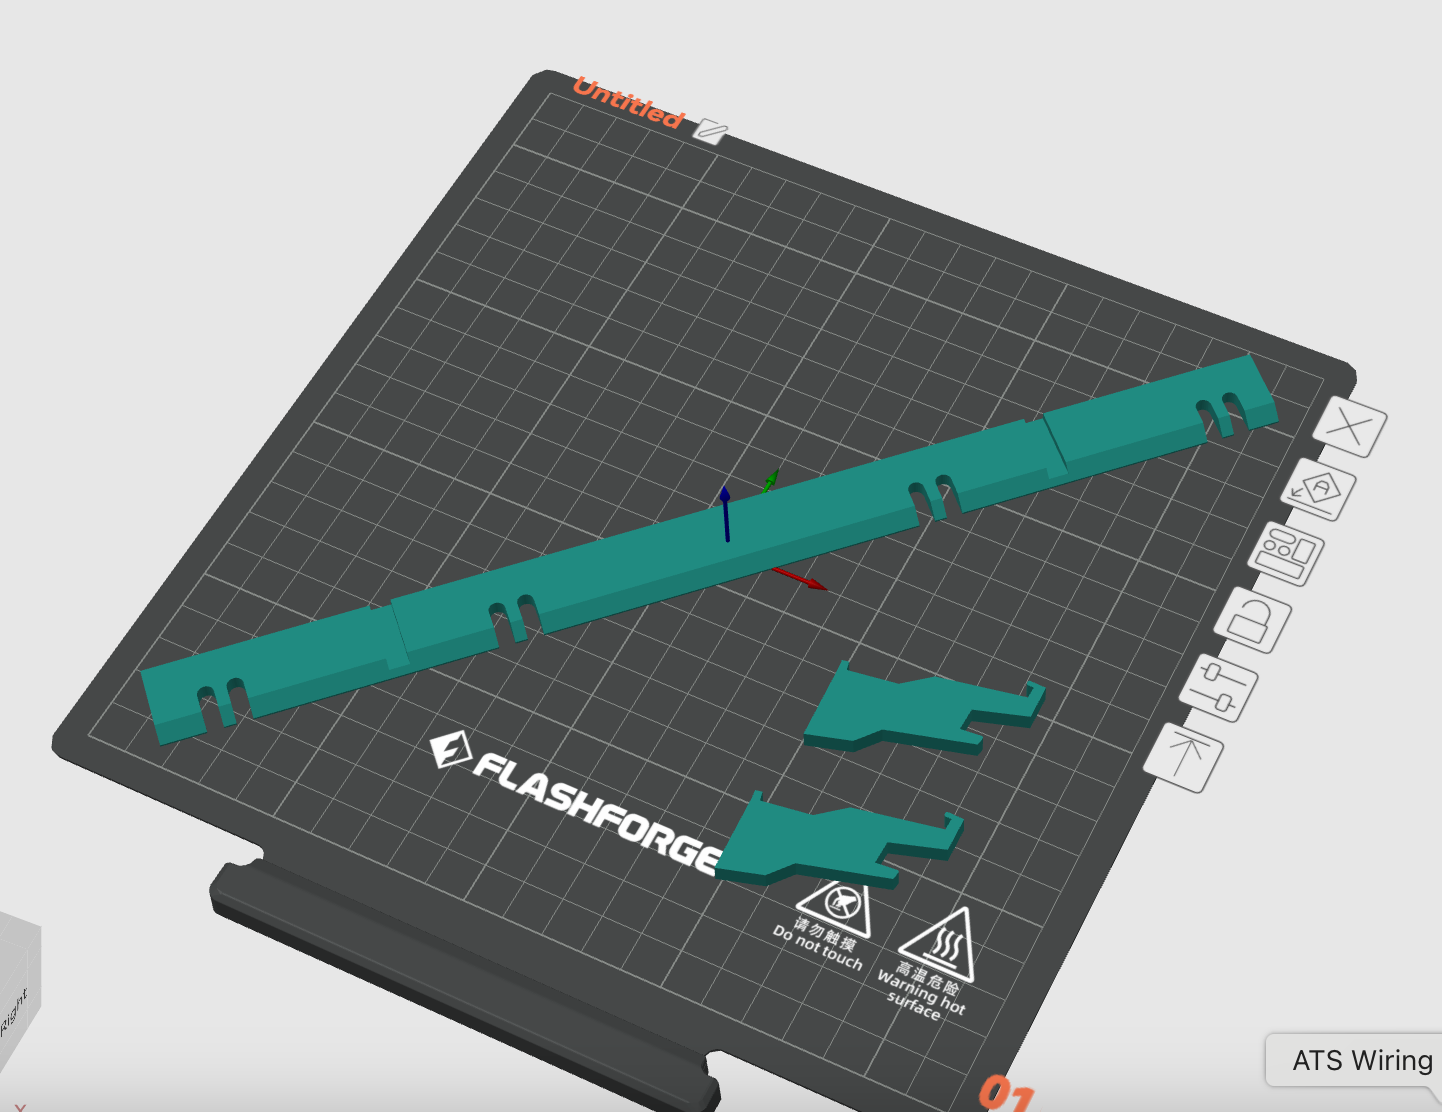 Untitled
FLASHFORGE
请勿触摸
Do not touch
高温危险
Warning hot
surface
Right
ATS Wiring
01
X